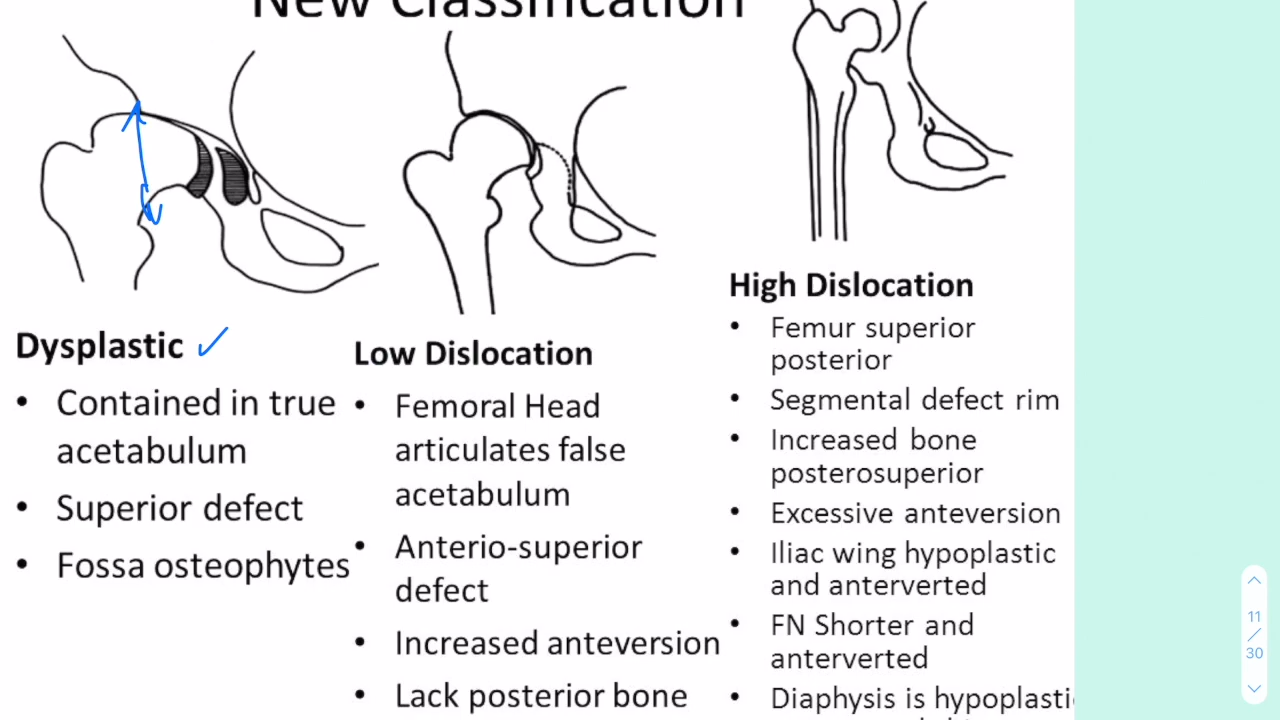 New Classification
Dysplastic
• Contained in true
acetabulum
• Superior defect
• Fossa osteophytes
Low Dislocation
• Femoral Head
articulates false
acetabulum
• Anterio-superior
defect
• Increased anteversion
• Lack posterior bone
High Dislocation
• Femur superior
posterior
• Segmental defect rim
• Increased bone
posterosuperior
• Excessive anteversion
• Iliac wing hypoplastic
and anterverted
• FN Shorter and
anterverted
• Diaphysis is
11
/
30